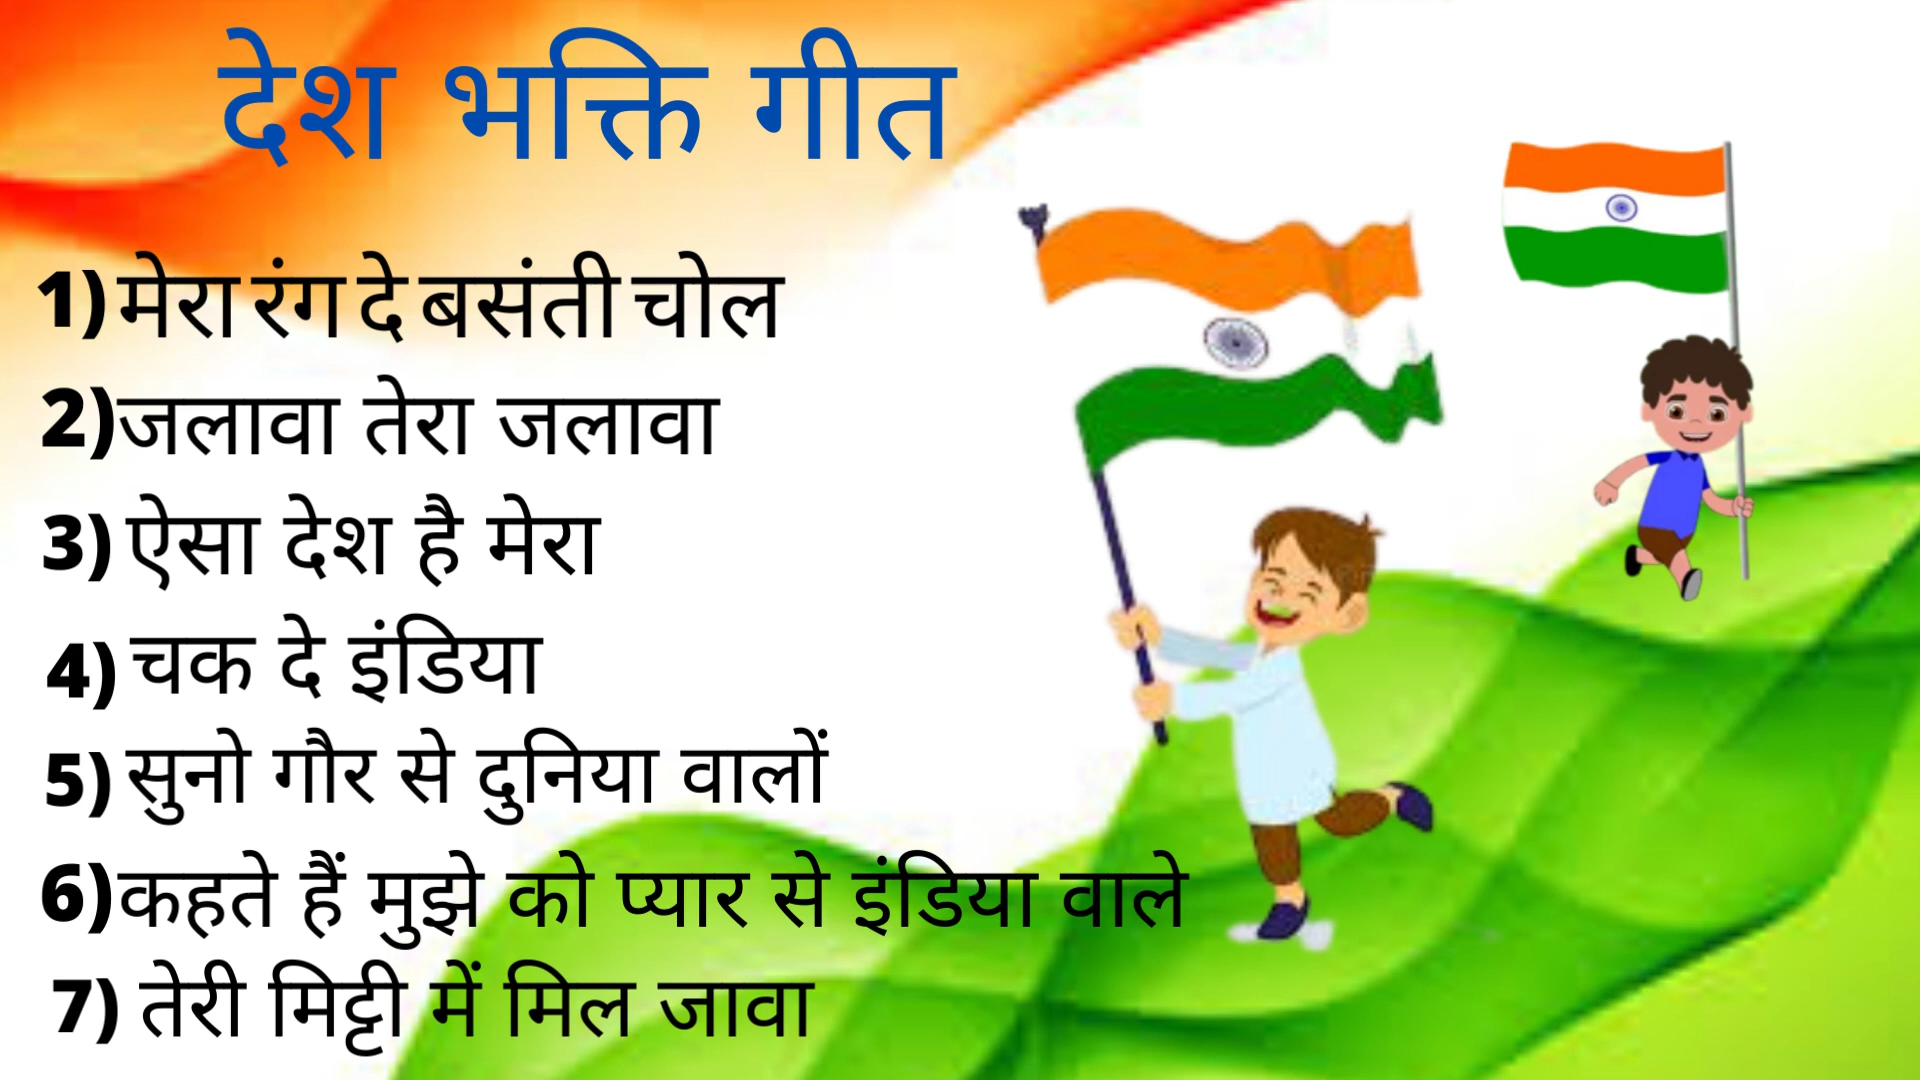 देश भक्ति गीत
1) मेरा रंग दे बसंती चोल
2)जलावा तेरा जलावा
3) ऐसा देश है मेरा
4) चक दे इंडिया
5) सुनो गौर से दुनिया वालों
6)कहते हैं मुझे को प्यार से इंडिया वाले
7) तेरी मिट्टी में मिल जावा